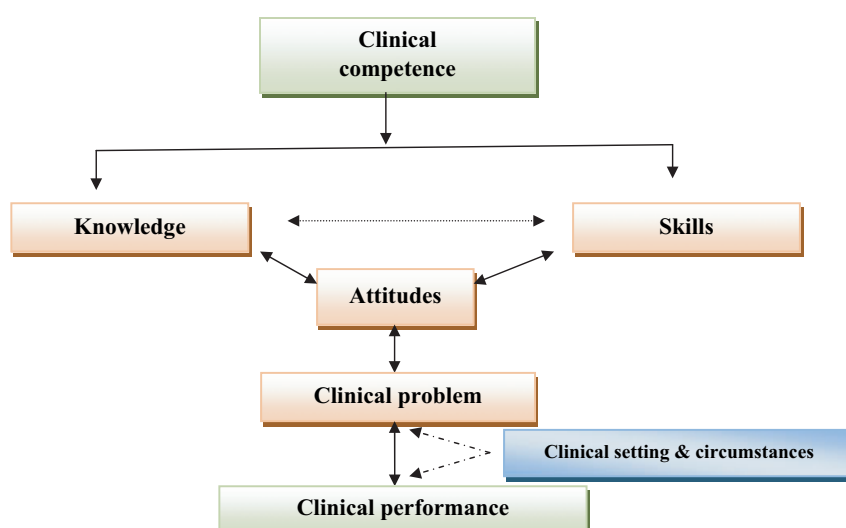 Clinical
competence
Knowledge
Skills
Attitudes
Clinical problem
Clinical setting & circumstances
Clinical performance